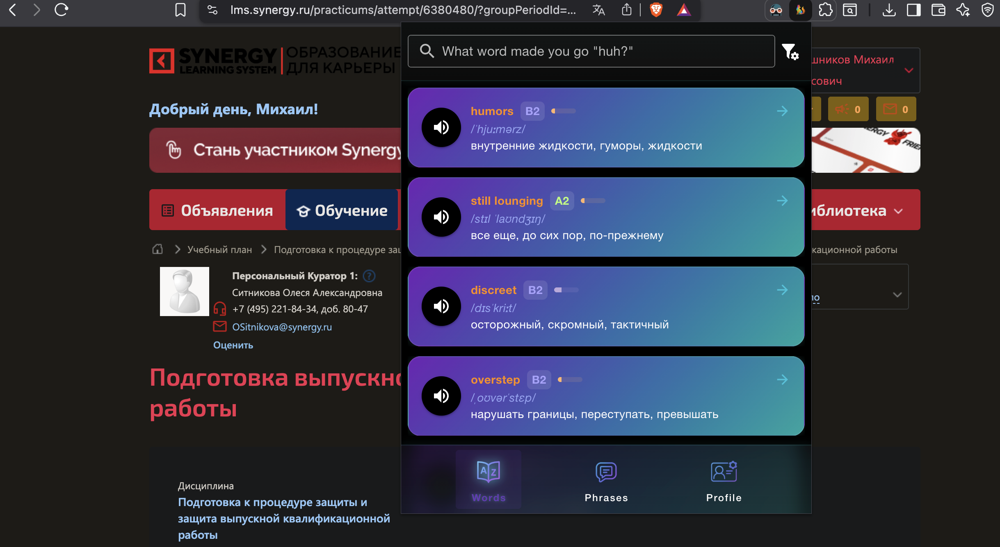 lms.synergy.ru/practicums/attempt/6380480/?groupPeriodId=...
SYNERGY
LEARNING SYSTEM
ОБРАЗОВАНИЕ
ДЛЯ КАРЬЕРЫ
шников Михаил
сович
0
0
Добрый день, Михаил!
Стань участником Synergy
Объявления
Обучение
иблиотека
Учебный план
Подготовка к процедуре защ
кационной работы
Персональный Куратор 1: ?
Ситникова Олеся Александровна
+7 (495) 221-84-34, доб. 80-47
OSitnikova@synergy.ru
Оценить
Подготовка выпускно
работы
Дисциплина
Подготовка к процедуре защиты и
защита выпускной квалификационной
работы
What word made you go "huh?"
humors B2
/ˈhjuːmərz/
внутренние жидкости, гуморы, жидкости
still lounging A2
/stɪl ˈlaʊndʒɪŋ/
все еще, до сих пор, по-прежнему
discreet B2
/dɪsˈkriːt/
осторожный, скромный, тактичный
overstep B2
/ˌoʊvərˈstɛp/
нарушать границы, переступать, превышать
Words
Phrases
Profile